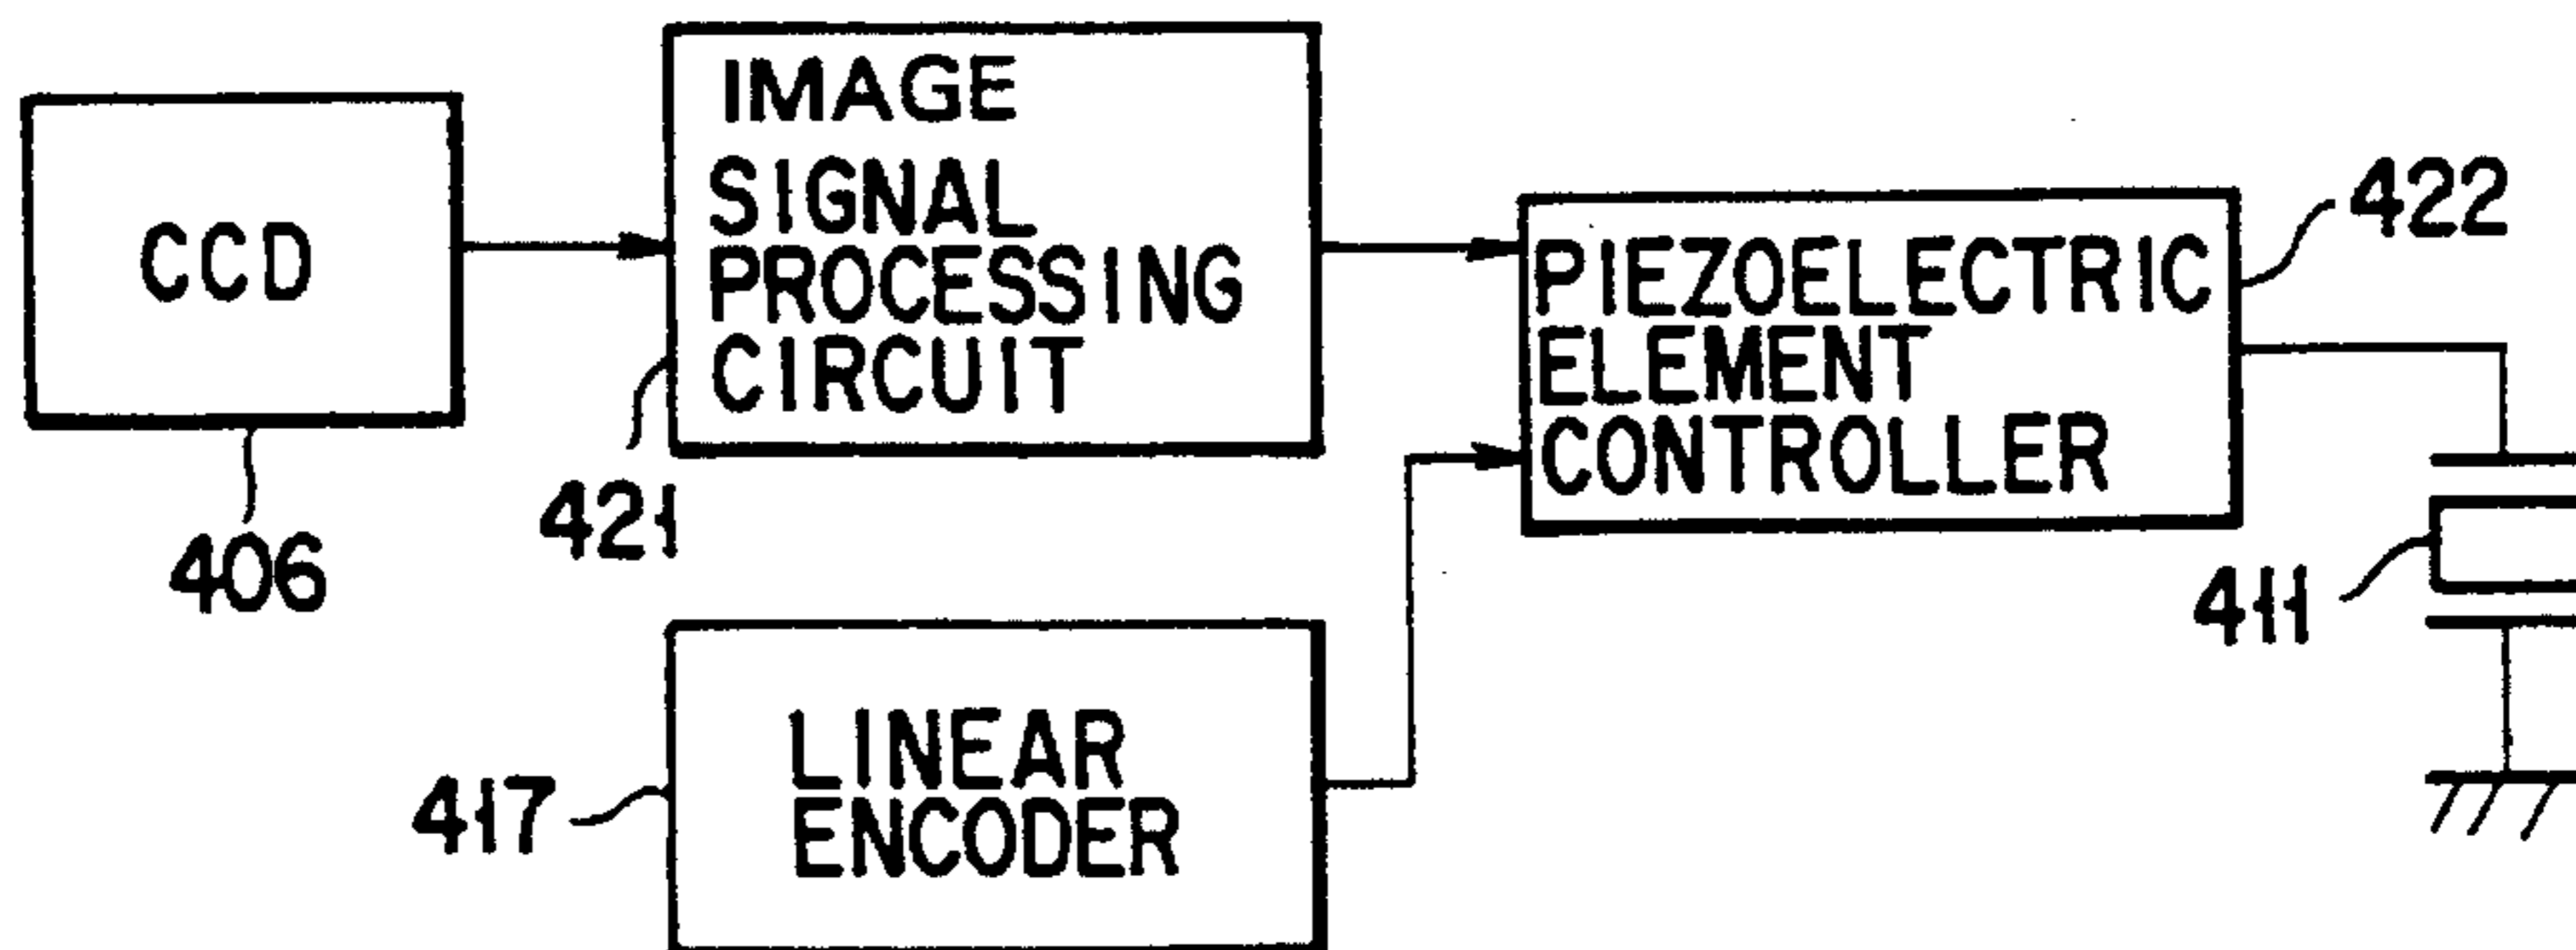 CCD
406
IMAGE
SIGNAL
PROCESSING
CIRCUIT
421
PIEZOELECTRIC
ELEMENT
CONTROLLER
422
411
LINEAR
ENCODER
417